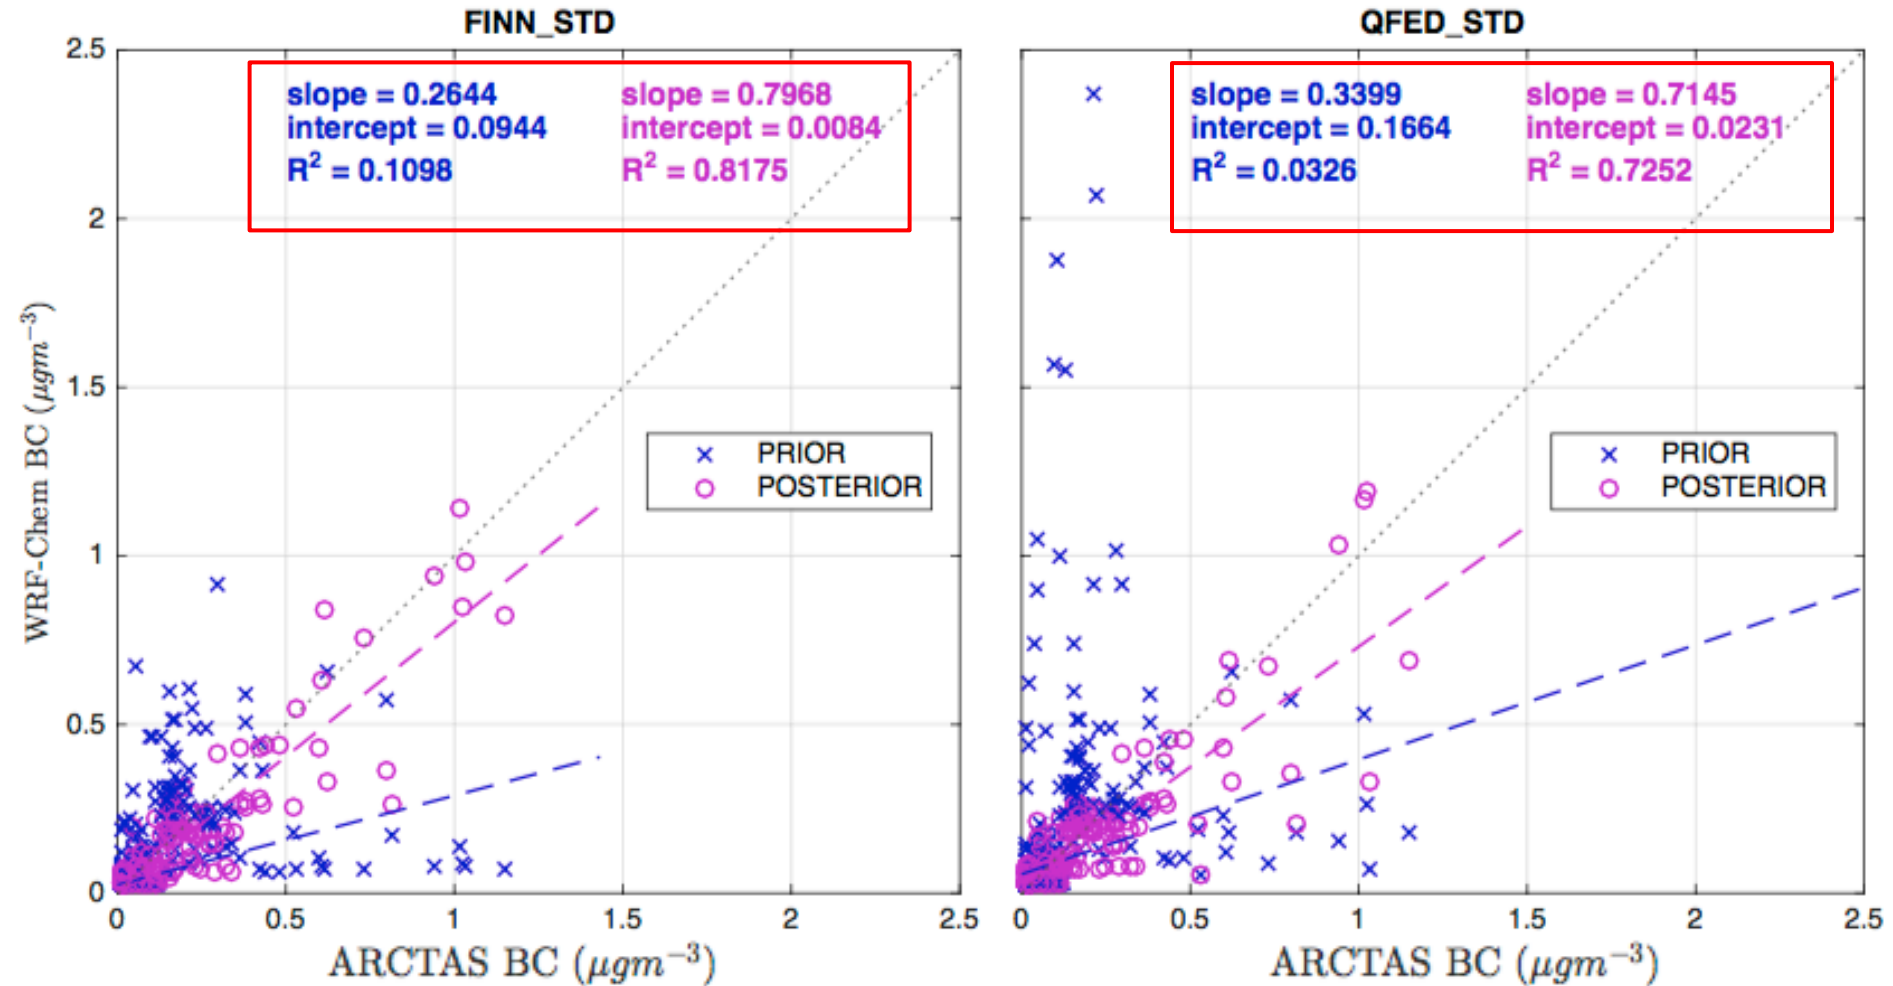 FINN_STD
slope = 0.2644
intercept = 0.0944
R² = 0.1098
slope = 0.7968
intercept = 0.0084
R² = 0.8175
PRIOR
POSTERIOR
2.5
2
1.5
1
0.5
0
WRF-Chem BC (μgm⁻³)
0 0.5 1 1.5 2 2.5
ARCTAS BC (μgm⁻³)
QFED_STD
slope = 0.3399
intercept = 0.1664
R² = 0.0326
slope = 0.7145
intercept = 0.0231
R² = 0.7252
PRIOR
POSTERIOR
0 0.5 1 1.5 2 2.5
ARCTAS BC (μgm⁻³)